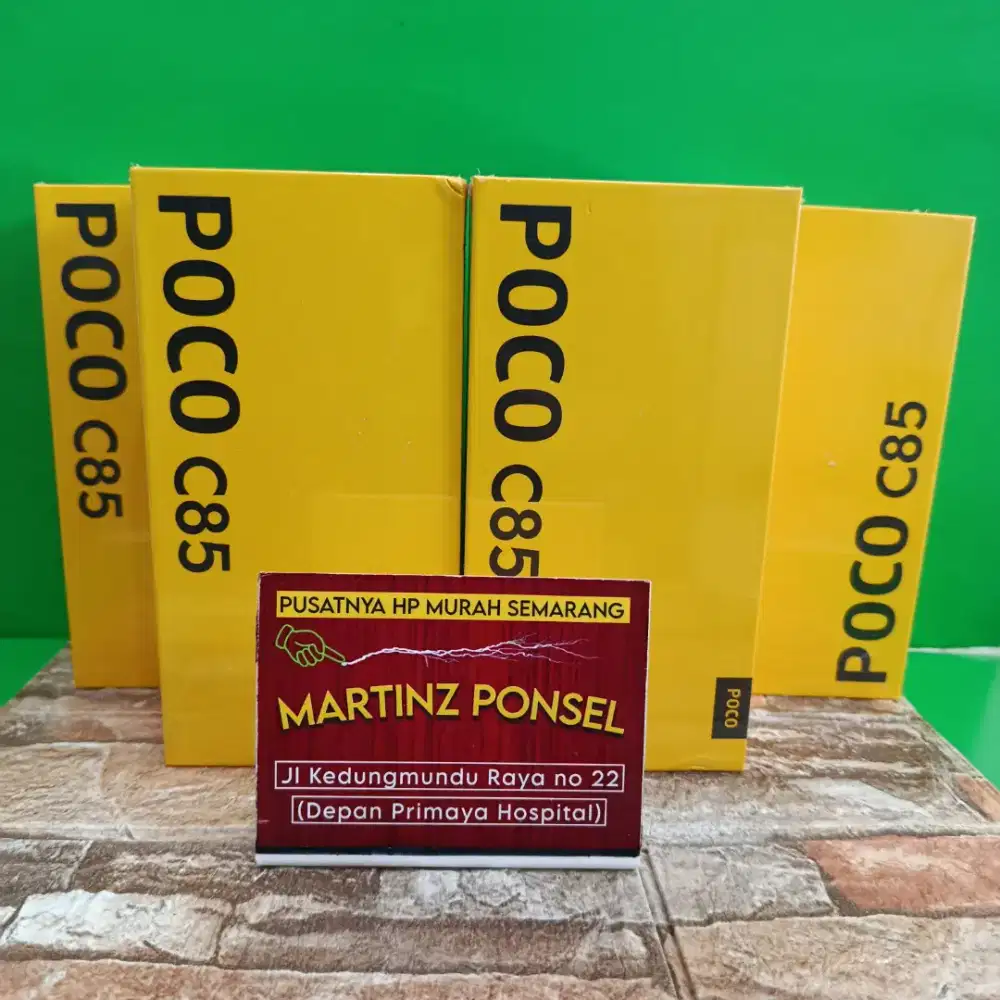 POCO C85
POCO C85
POCO C85
POCO C85
POCO
PUSATNYA HP MURAH SEMARANG
MARTINZ PONSEL
Jl Kedungmundu Raya no 22
(Depan Primaya Hospital)